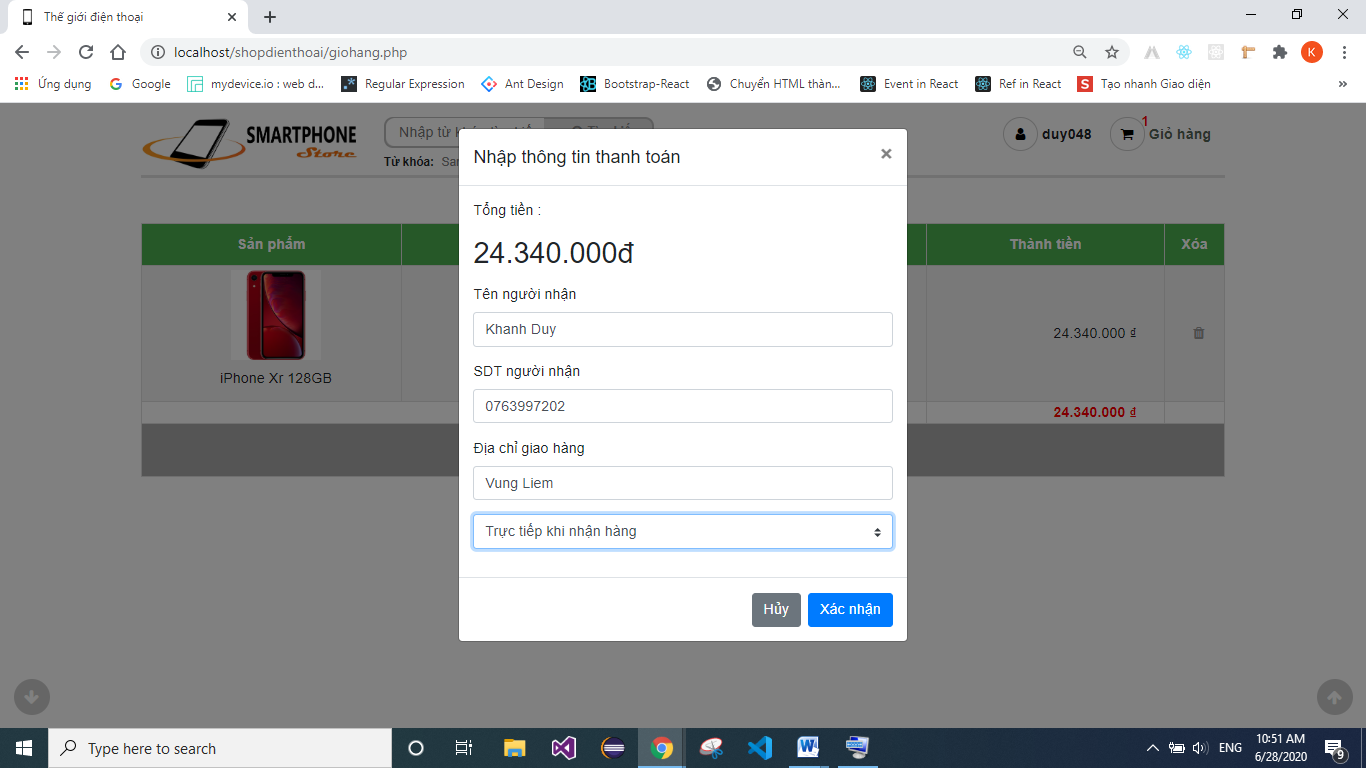 Thế giới điện thoại
localhost/shopdienthoai/giohang.php
K
Ứng dụng Google mydevice.io : web d... Regular Expression Ant Design Bootstrap-React Chuyển HTML thàn... Event in React Ref in React S Tạo nhanh Giao diện »
SMARTPHONE
Store
Nhập từ
duy048
1
Giỏ hàng
Từ khóa:
Nhập thông tin thanh toán ×
Tổng tiền :
24.340.000đ
Tên người nhận
Khanh Duy
SDT người nhận
0763997202
Địa chỉ giao hàng
Vung Liem
Trực tiếp khi nhận hàng
Hủy Xác nhận
Sản phẩm Thành tiền Xóa
iPhone Xr 128GB
24.340.000 ₫
24.340.000 ₫
Type here to search
ENG
10:51 AM
6/28/2020
9